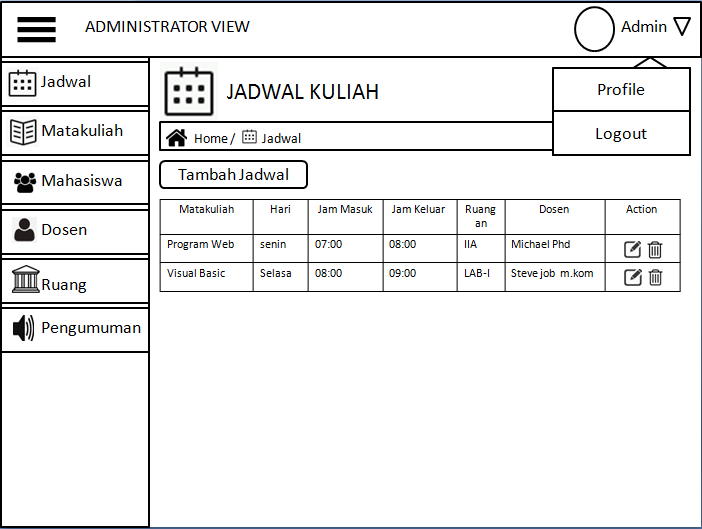 ADMINISTRATOR VIEW
Admin
Profile
Logout
Jadwal
Matakuliah
Mahasiswa
Dosen
Ruang
Pengumuman
JADWAL KULIAH
Home / Jadwal
Tambah Jadwal
Matakuliah Hari Jam Masuk Jam Keluar Ruang
an Dosen Action
Program Web senin 07:00 08:00 IIA Michael Phd
Visual Basic Selasa 08:00 09:00 LAB-I Steve job m.kom